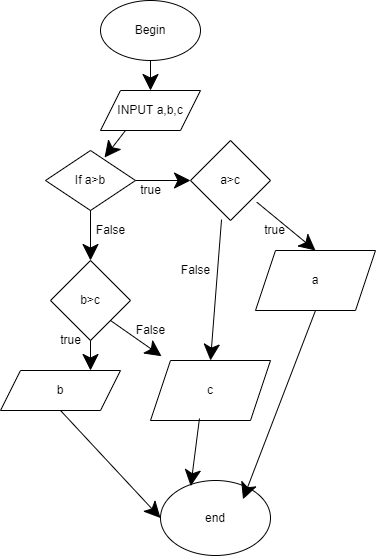 Begin
INPUT a,b,c
If a>b
true
a>c
False
true
False
a
b>c
true
False
b
c
end